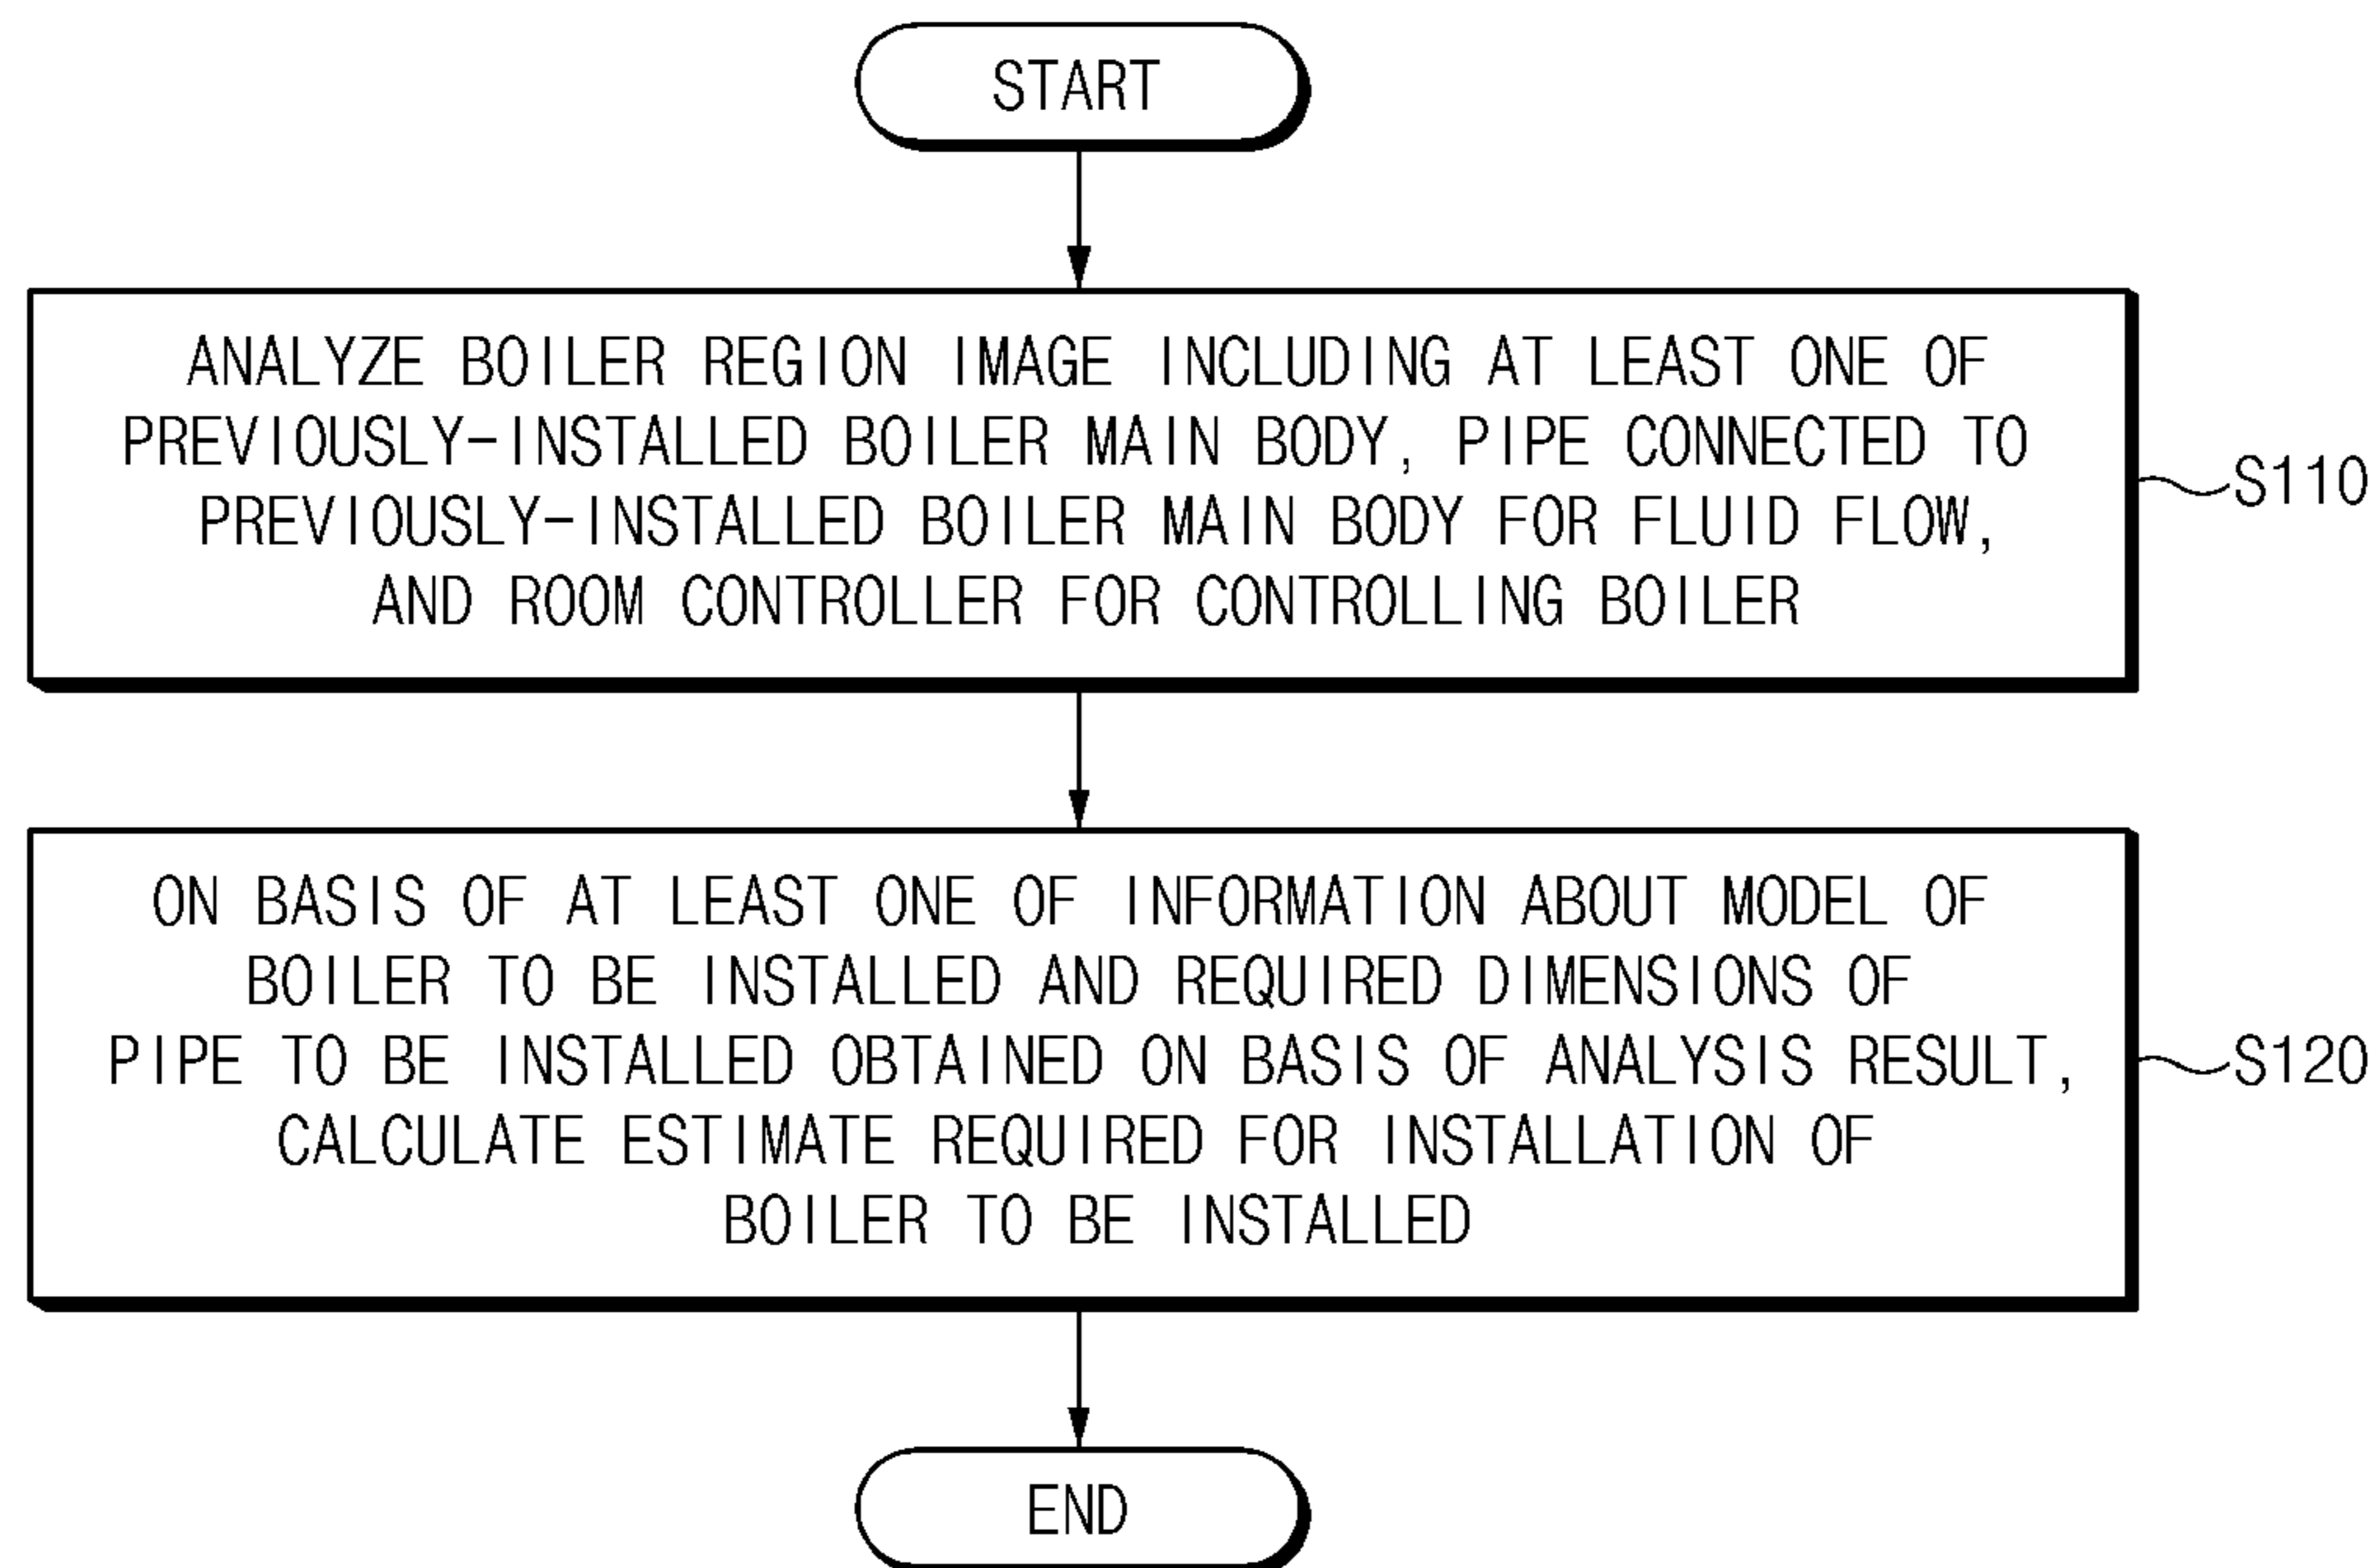 START
ANALYZE BOILER REGION IMAGE INCLUDING AT LEAST ONE OF
PREVIOUSLY-INSTALLED BOILER MAIN BODY, PIPE CONNECTED TO
PREVIOUSLY-INSTALLED BOILER MAIN BODY FOR FLUID FLOW,
AND ROOM CONTROLLER FOR CONTROLLING BOILER
S110
ON BASIS OF AT LEAST ONE OF INFORMATION ABOUT MODEL OF
BOILER TO BE INSTALLED AND REQUIRED DIMENSIONS OF
PIPE TO BE INSTALLED OBTAINED ON BASIS OF ANALYSIS RESULT,
CALCULATE ESTIMATE REQUIRED FOR INSTALLATION OF
BOILER TO BE INSTALLED
S120
END